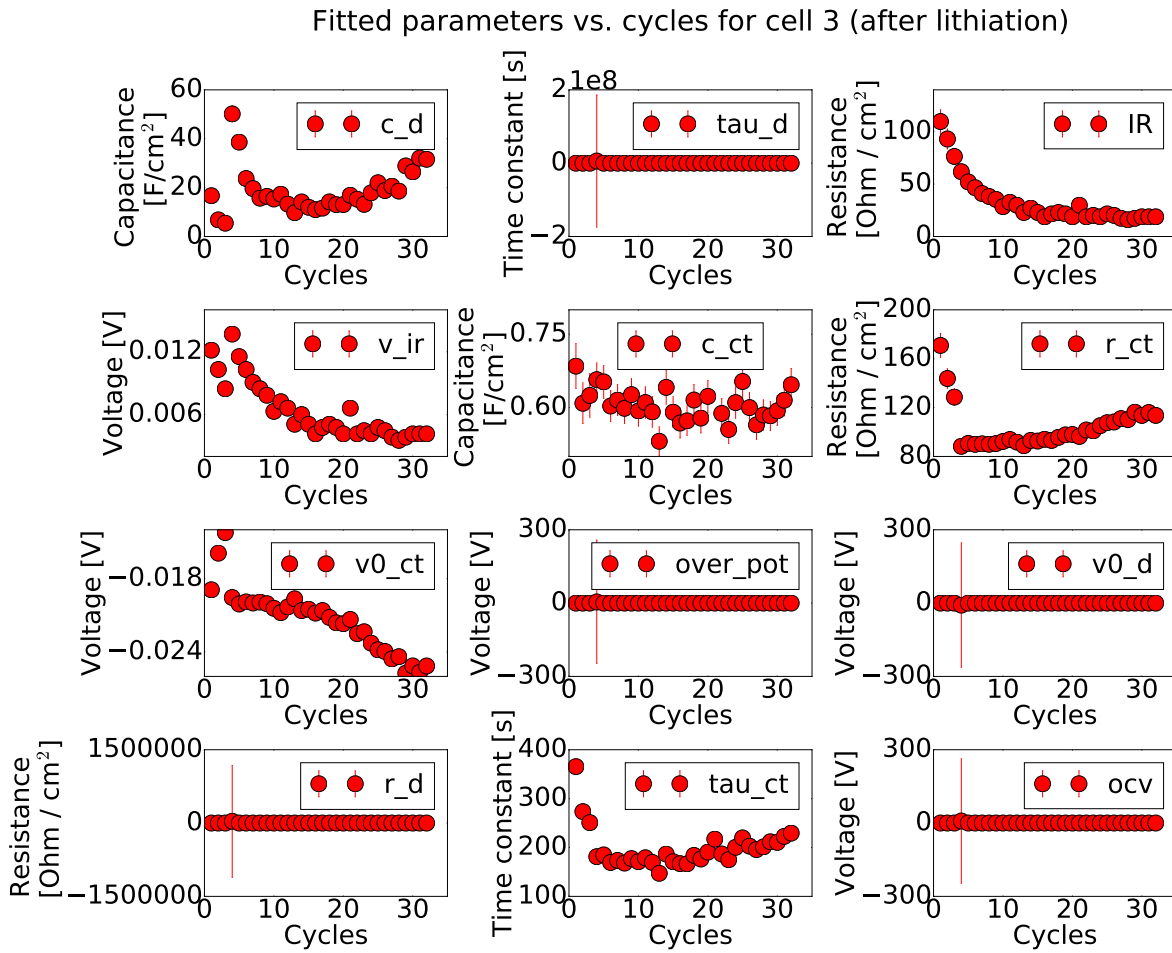 Fitted parameters vs. cycles for cell 3 (after lithiation)
Capacitance
[F/cm²]
60
40
20
0
c_d
0 10 20 30
Cycles
Time constant [s]
1e8
2
0
−2
tau_d
0 10 20 30
Cycles
Resistance
[Ohm / cm²]
100
50
0
IR
0 10 20 30
Cycles
Voltage [V]
0.012
0.006
v_ir
0 10 20 30
Cycles
Capacitance
[F/cm²]
0.75
0.60
c_ct
0 10 20 30
Cycles
Resistance
[Ohm / cm²]
200
160
120
80
r_ct
0 10 20 30
Cycles
Voltage [V]
−0.018
−0.024
v0_ct
0 10 20 30
Cycles
Voltage [V]
300
0
−300
over_pot
0 10 20 30
Cycles
Voltage [V]
300
0
−300
v0_d
0 10 20 30
Cycles
Resistance
[Ohm / cm²]
1500000
0
−1500000
r_d
0 10 20 30
Cycles
Time constant [s]
400
300
200
100
tau_ct
0 10 20 30
Cycles
Voltage [V]
300
0
−300
ocv
0 10 20 30
Cycles